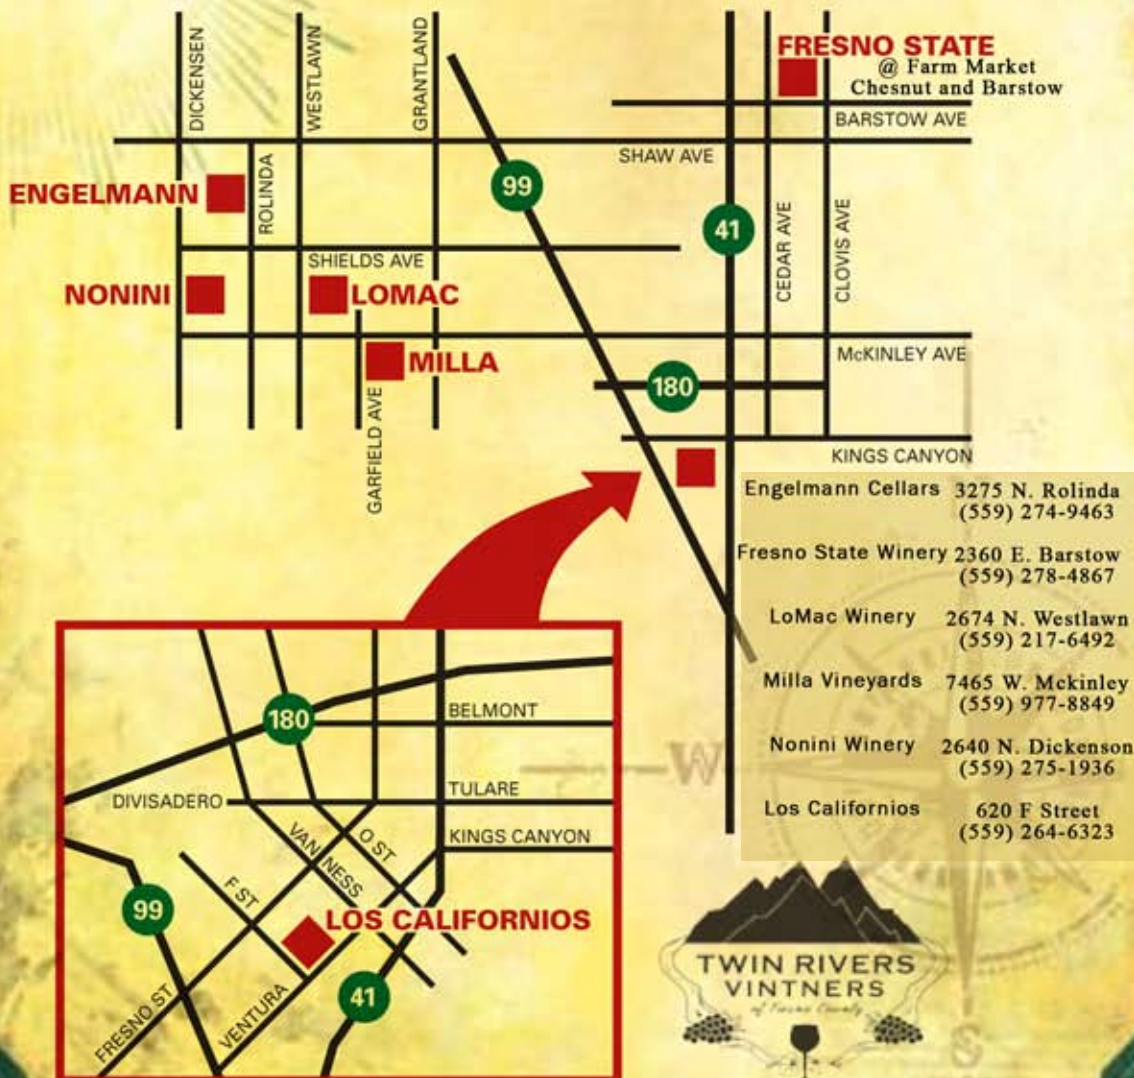 DICKENSEN
WESTLAWN
GRANTLAND
FRESNO STATE
@ Farm Market
Chesnut and Barstow
BARSTOW AVE
SHAW AVE
ENGELMANN
ROLINDA
99
41
CEDAR AVE
CLOVIS AVE
SHIELDS AVE
NONINI
LOMAC
MCKINLEY AVE
MILLA
180
GARFIELD AVE
KINGS CANYON
Engelmann Cellars 3275 N. Rolinda
(559) 274-9463
Fresno State Winery 2360 E. Barstow
(559) 278-4867
LoMac Winery 2674 N. Westlawn
(559) 217-6492
Milla Vineyards 7465 W. Mckinley
(559) 977-8849
Nonini Winery 2640 N. Dickenson
(559) 275-1936
Los Californios 620 F Street
(559) 264-6323
W
S
180
BELMONT
DIVISADERO
TULARE
KINGS CANYON
VAN NESS
O ST
F ST
99
LOS CALIFORNIOS
41
FRESNO ST
VENTURA
TWIN RIVERS
VINTNERS
of Fresno County